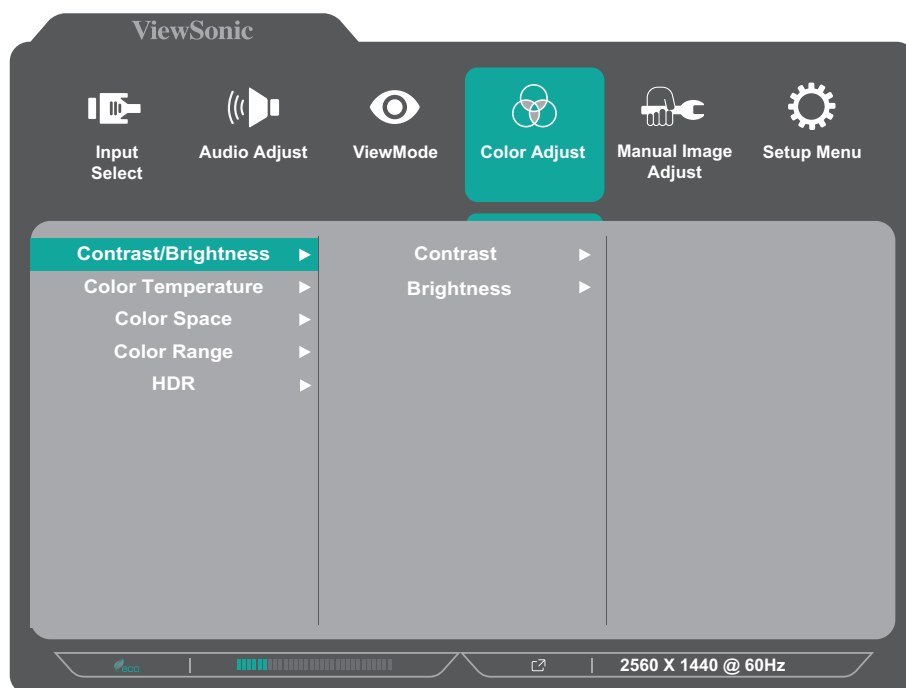 ViewSonic
Input
Select
Audio Adjust
ViewMode
Color Adjust
Manual Image
Adjust
Setup Menu
Contrast/Brightness
Color Temperature
Color Space
Color Range
HDR
Contrast
Brightness
eco
2560 X 1440 @ 60Hz